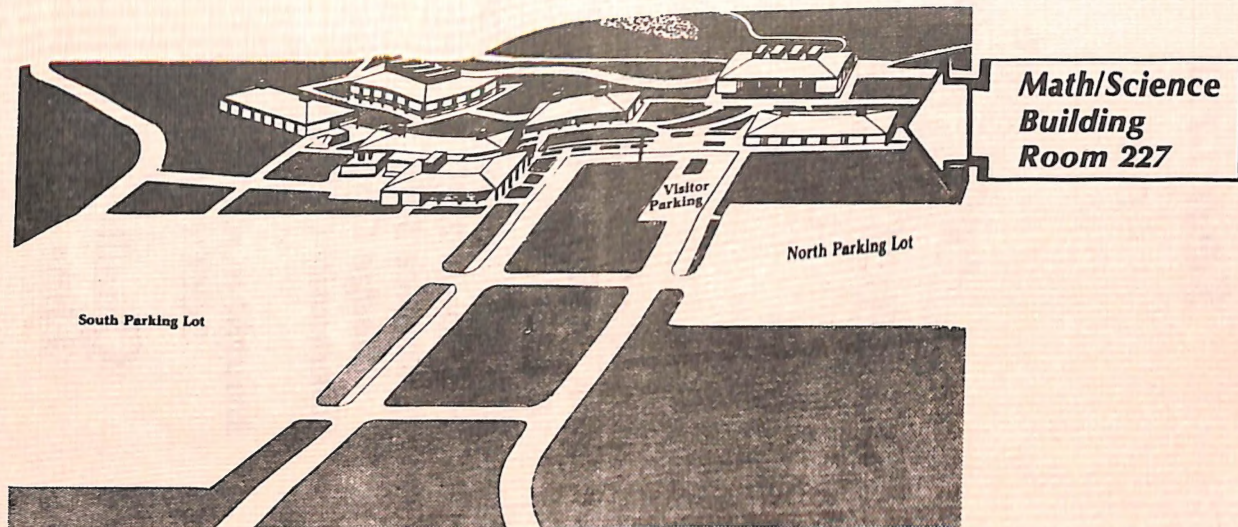 Math/Science
Building
Room 227
Visitor
Parking
North Parking Lot
South Parking Lot